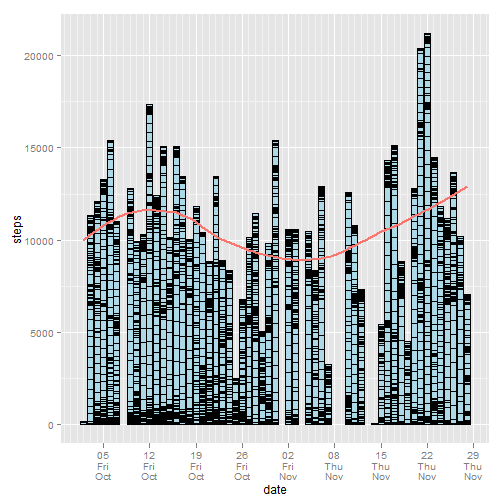 20000
15000
10000
5000
0
steps
05 12 19 26 02 08 15 22 29
Fri Fri Fri Fri Fri Thu Thu Thu Thu
Oct Oct Oct Oct Nov Nov Nov Nov Nov
date